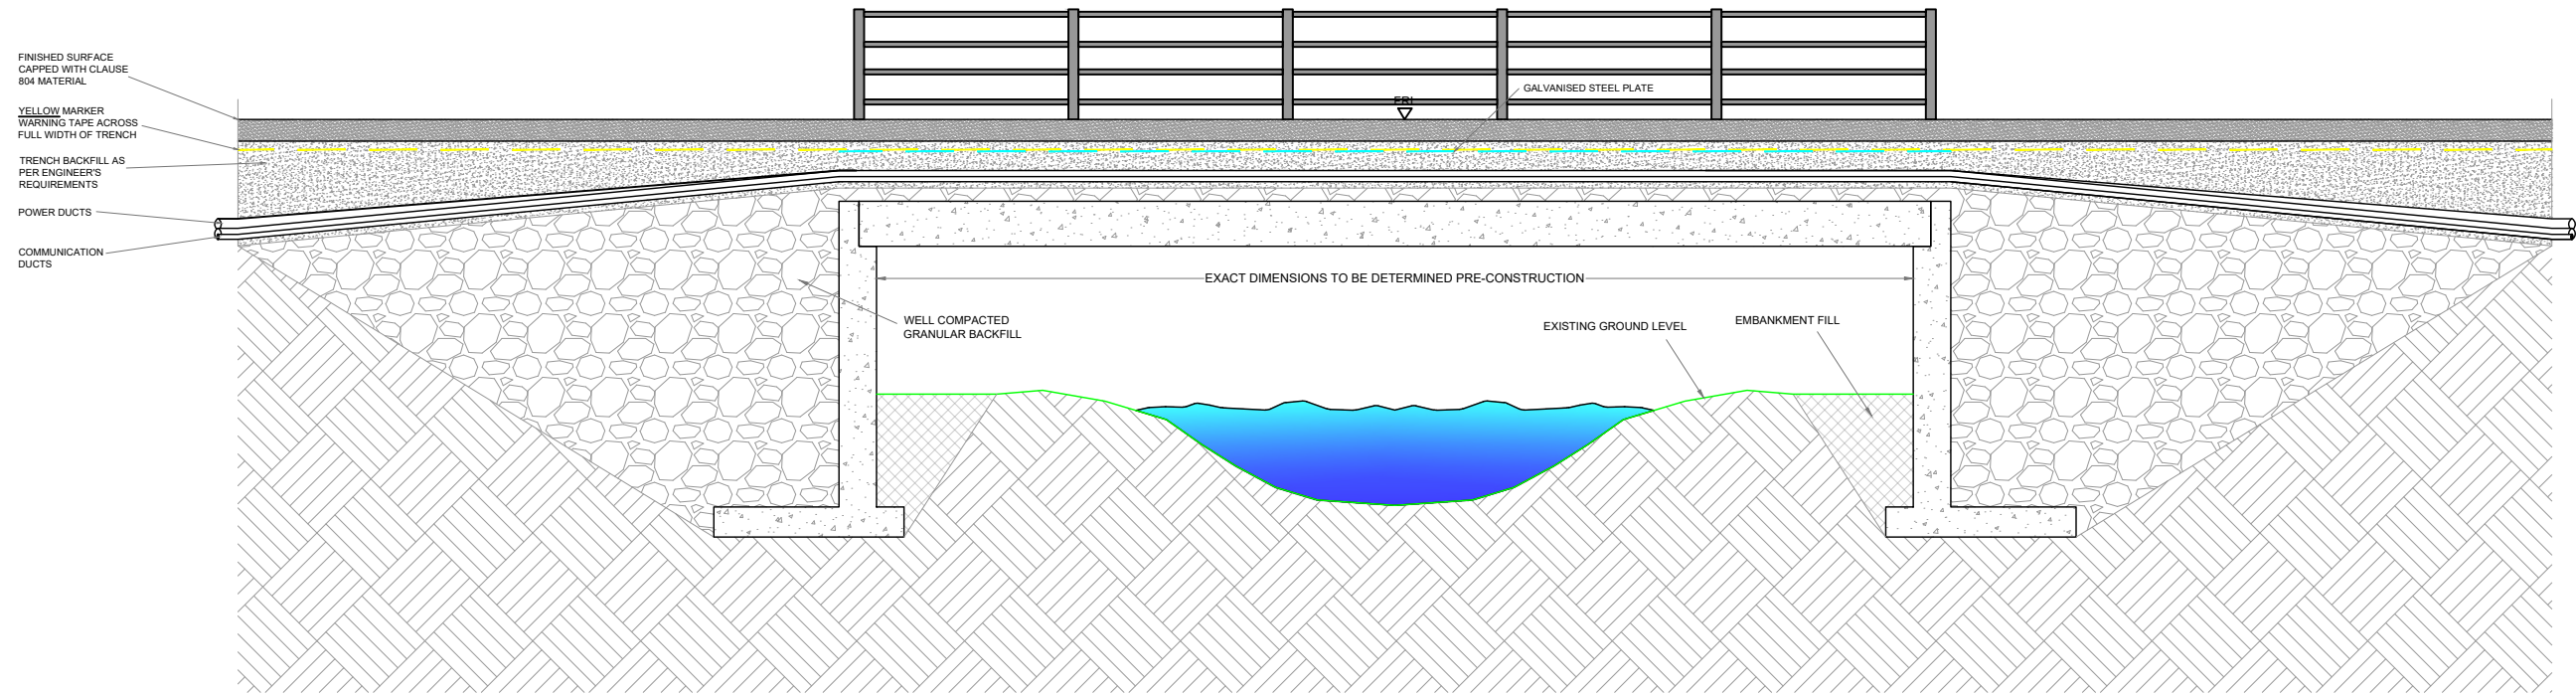 FINISHED SURFACE
CAPPED WITH CLAUSE
804 MATERIAL
YELLOW MARKER
WARNING TAPE ACROSS
FULL WIDTH OF TRENCH
TRENCH BACKFILL AS
PER ENGINEER'S
REQUIREMENTS
POWER DUCTS
COMMUNICATION
DUCTS
FRL
GALVANISED STEEL PLATE
EXACT DIMENSIONS TO BE DETERMINED PRE-CONSTRUCTION
WELL COMPACTED
GRANULAR BACKFILL
EXISTING GROUND LEVEL
EMBANKMENT FILL